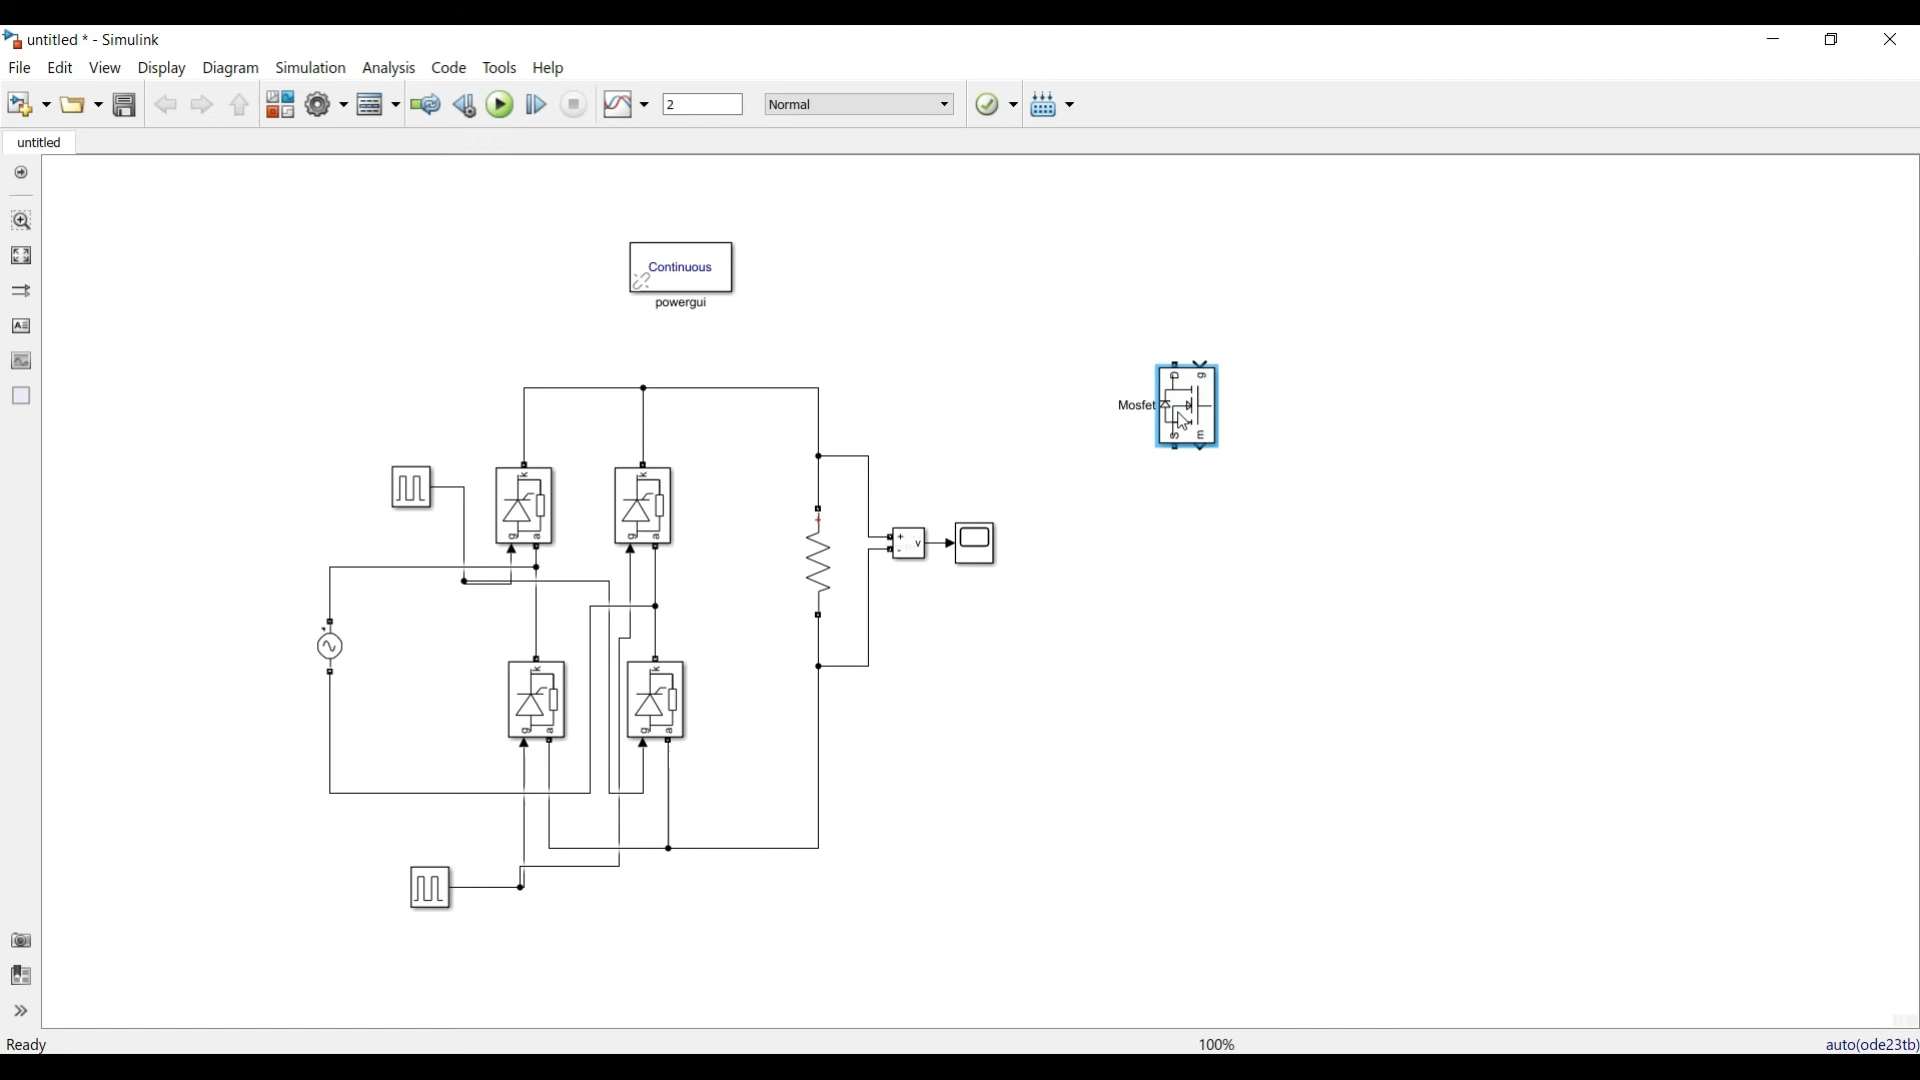 untitled * - Simulink
File Edit View Display Diagram Simulation Analysis Code Tools Help
2 Normal
untitled
Continuous
powergui
D g
Mosfet
S m
k k
g a g a
+
+ v
-
k k
g a g a
Ready 100% auto(ode23tb)